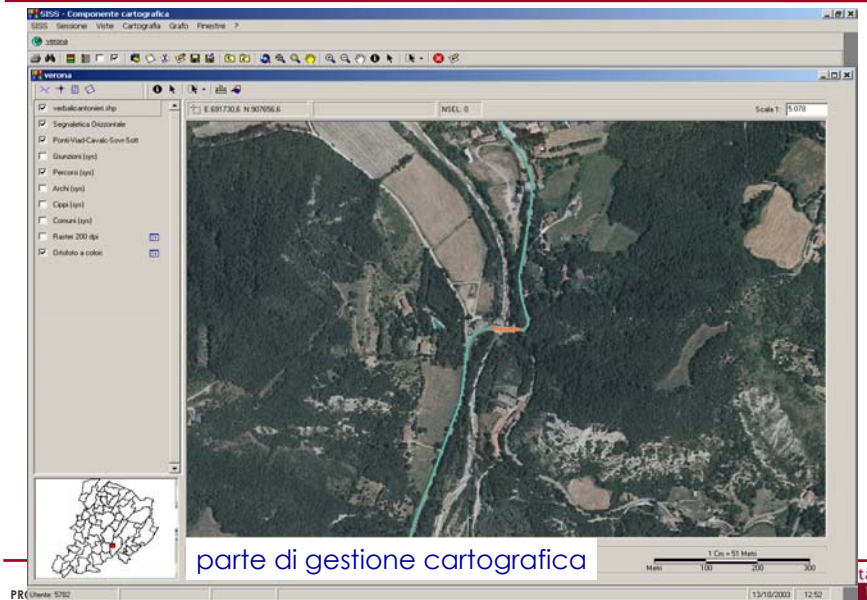 SISS - Componente cartografica
SISS Sessione Viste Cartografia Grafo Finestre ?
verona
verona
E:691730,6 N:907656,6 NSEL: 0 Scala 1: 5.078
verbalicantonieri.shp
Segnaletica Orizzontale
Ponti-Viad-Cavalc-Sovr-Sott
Giunzioni (sys)
Percorsi (sys)
Archi (sys)
Cippi (sys)
Comuni (sys)
Raster 200 dpi
Ortofoto a colori
parte di gestione cartografica
1 Cm = 51 Metri
Metri 100 200 300
Utente: 5782 13/10/2003 12:52